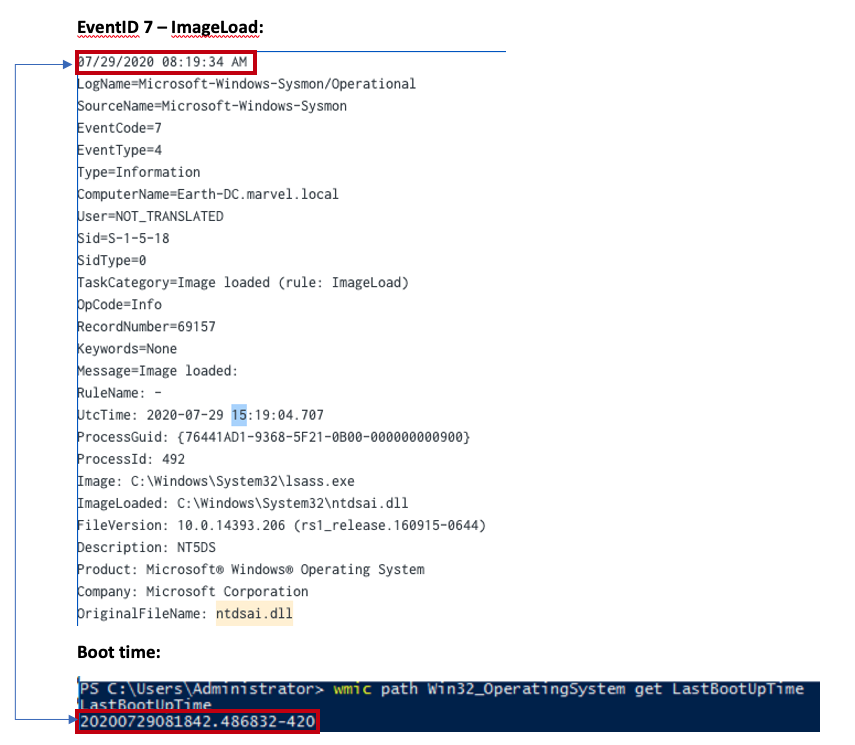 EventID 7 – ImageLoad:
07/29/2020 08:19:34 AM
LogName=Microsoft-Windows-Sysmon/Operational
SourceName=Microsoft-Windows-Sysmon
EventCode=7
EventType=4
Type=Information
ComputerName=Earth-DC.marvel.local
User=NOT_TRANSLATED
Sid=S-1-5-18
SidType=0
TaskCategory=Image loaded (rule: ImageLoad)
OpCode=Info
RecordNumber=69157
Keywords=None
Message=Image loaded:
RuleName: -
UtcTime: 2020-07-29 15:19:04.707
ProcessGuid: {76441AD1-9368-5F21-0B00-000000000900}
ProcessId: 492
Image: C:\Windows\System32\lsass.exe
ImageLoaded: C:\Windows\System32\ntdsai.dll
FileVersion: 10.0.14393.206 (rs1_release.160915-0644)
Description: NT5DS
Product: Microsoft® Windows® Operating System
Company: Microsoft Corporation
OriginalFileName: ntdsai.dll
Boot time:
PS C:\Users\Administrator> wmic path Win32_OperatingSystem get LastBootUpTime
LastBootUpTime
20200729081842.486832-420